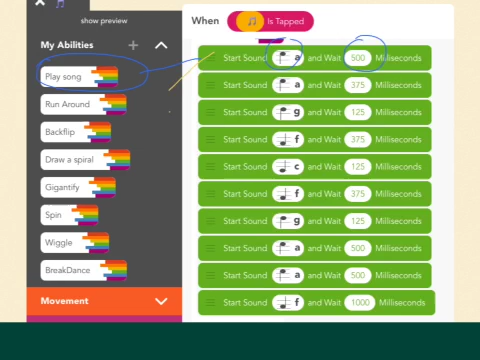 show preview
When
Is Tapped
My Abilities +
Play song
Run Around
Backflip
Draw a spiral
Gigantify
Spin
Wiggle
BreakDance
Movement
Start Sound a and Wait 500 Milliseconds
Start Sound a and Wait 375 Milliseconds
Start Sound g and Wait 125 Milliseconds
Start Sound f and Wait 375 Milliseconds
Start Sound c and Wait 125 Milliseconds
Start Sound f and Wait 375 Milliseconds
Start Sound g and Wait 125 Milliseconds
Start Sound a and Wait 500 Milliseconds
Start Sound a and Wait 500 Milliseconds
Start Sound f and Wait 1000 Milliseconds